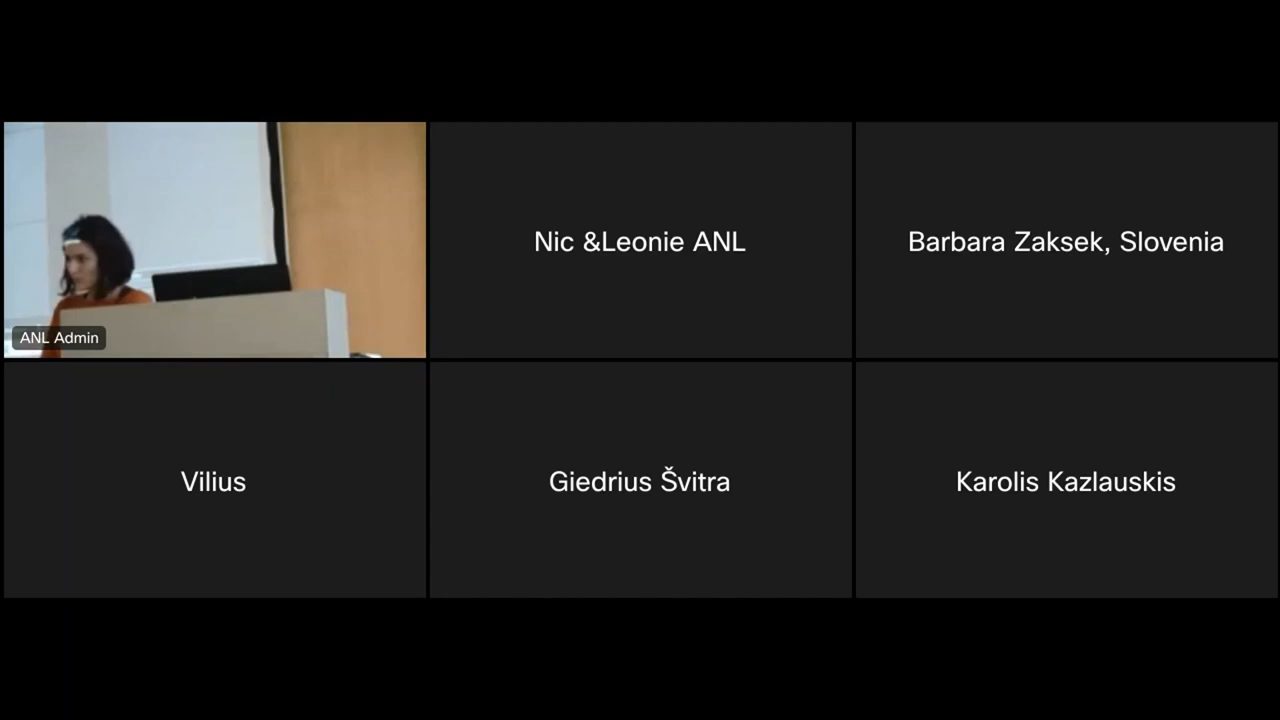 ANL Admin
Nic &Leonie ANL
Barbara Zaksek, Slovenia
Vilius
Giedrius Švitra
Karolis Kazlauskis